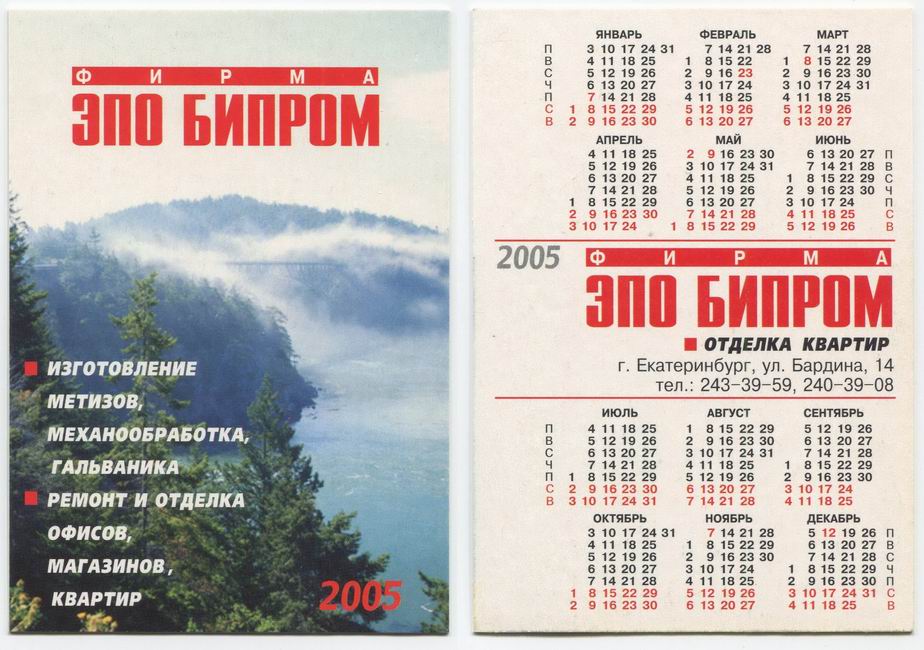 ФИРМА
ЭПО БИПРОМ
ИЗГОТОВЛЕНИЕ
МЕТИЗОВ,
МЕХАНООБРАБОТКА,
ГАЛЬВАНИКА
РЕМОНТ И ОТДЕЛКА
ОФИСОВ,
МАГАЗИНОВ,
КВАРТИР
2005
ЯНВАРЬ ФЕВРАЛЬ МАРТ
П 3 10 17 24 31 7 14 21 28 7 14 21 28
В 4 11 18 25 1 8 15 22 1 8 15 22 29
С 5 12 19 26 2 9 16 23 2 9 16 23 30
Ч 6 13 20 27 3 10 17 24 3 10 17 24 31
П 7 14 21 28 4 11 18 25 4 11 18 25
С 1 8 15 22 29 5 12 19 26 5 12 19 26
В 2 9 16 23 30 6 13 20 27 6 13 20 27
АПРЕЛЬ МАЙ ИЮНЬ
4 11 18 25 2 9 16 23 30 6 13 20 27 П
5 12 19 26 3 10 17 24 31 7 14 21 28 В
6 13 20 27 4 11 18 25 1 8 15 22 29 С
7 14 21 28 5 12 19 26 2 9 16 23 30 Ч
1 8 15 22 29 6 13 20 27 3 10 17 24 П
2 9 16 23 30 7 14 21 28 4 11 18 25 С
3 10 17 24 1 8 15 22 29 5 12 19 26 В
2005 ФИРМА
ЭПО БИПРОМ
ОТДЕЛКА КВАРТИР
г. Екатеринбург, ул. Бардина, 14
тел.: 243-39-59, 240-39-08
ИЮЛЬ АВГУСТ СЕНТЯБРЬ
П 4 11 18 25 1 8 15 22 29 5 12 19 26
В 5 12 19 26 2 9 16 23 30 6 13 20 27
С 6 13 20 27 3 10 17 24 31 7 14 21 28
Ч 7 14 21 28 4 11 18 25 1 8 15 22 29
П 1 8 15 22 29 5 12 19 26 2 9 16 23 30
С 2 9 16 23 30 6 13 20 27 3 10 17 24
В 3 10 17 24 31 7 14 21 28 4 11 18 25
ОКТЯБРЬ НОЯБРЬ ДЕКАБРЬ
3 10 17 24 31 7 14 21 28 5 12 19 26 П
4 11 18 25 1 8 15 22 29 6 13 20 27 В
5 12 19 26 2 9 16 23 30 7 14 21 28 С
6 13 20 27 3 10 17 24 1 8 15 22 29 Ч
7 14 21 28 4 11 18 25 2 9 16 23 30 П
1 8 15 22 29 5 12 19 26 3 10 17 24 31 С
2 9 16 23 30 6 13 20 27 4 11 18 25 В